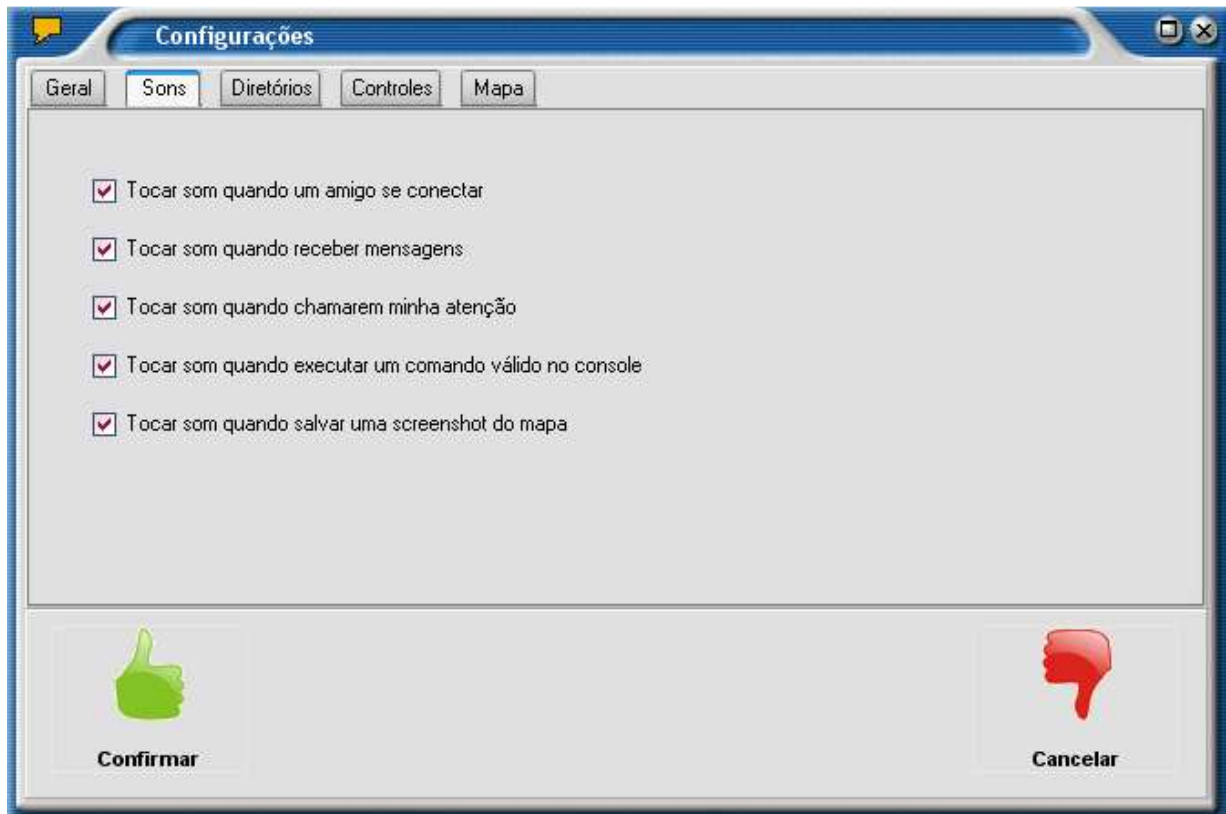 Configurações
Geral Sons Diretórios Controles Mapa
Tocar som quando um amigo se conectar
Tocar som quando receber mensagens
Tocar som quando chamarem minha atenção
Tocar som quando executar um comando válido no console
Tocar som quando salvar uma screenshot do mapa
Confirmar Cancelar